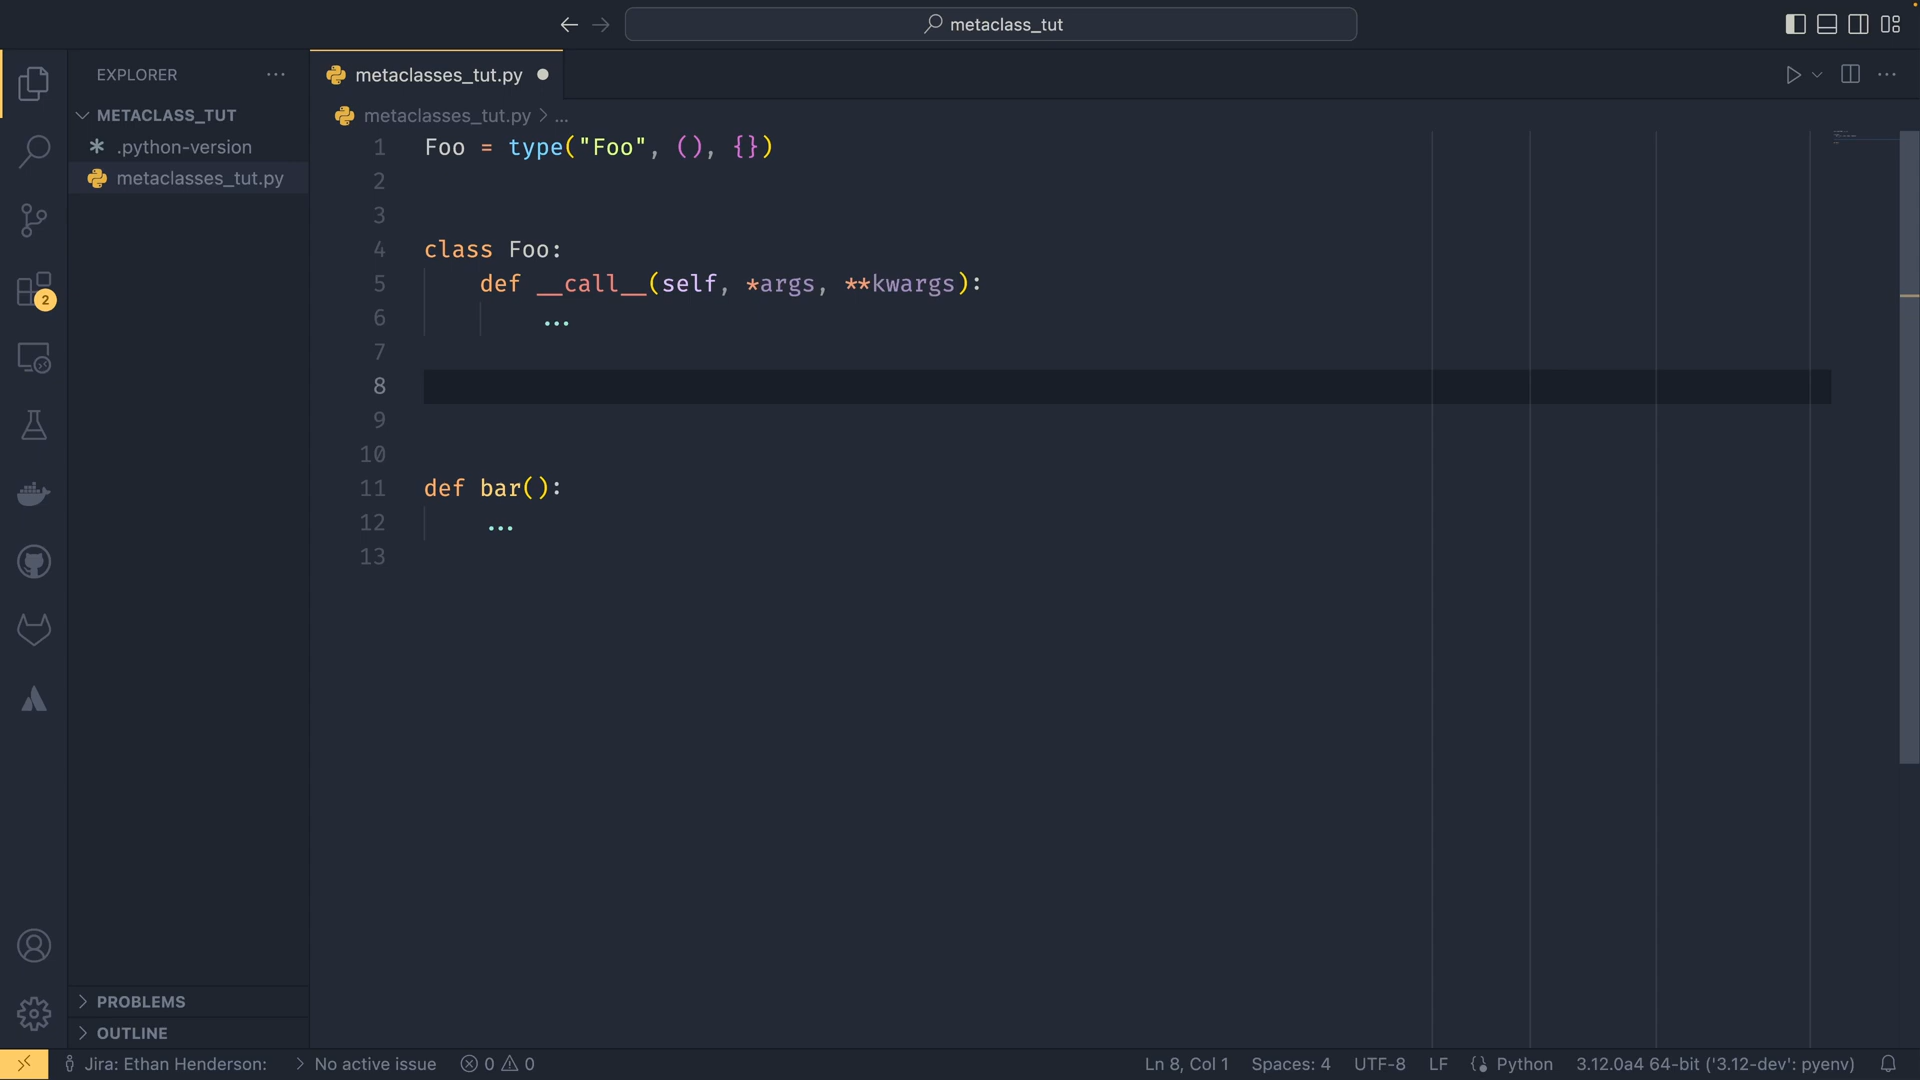 metaclass_tut
EXPLORER
metaclasses_tut.py
METACLASS_TUT
metaclasses_tut.py > ...
.python-version
metaclasses_tut.py
1 Foo = type("Foo", (), {})
2
3
4 class Foo:
5 def __call__(self, *args, **kwargs):
6 ...
7
8
9
10
11 def bar():
12 ...
13
2
PROBLEMS
OUTLINE
Jira: Ethan Henderson: > No active issue 0 0 Ln 8, Col 1 Spaces: 4 UTF-8 LF Python 3.12.0a4 64-bit ('3.12-dev': pyenv)